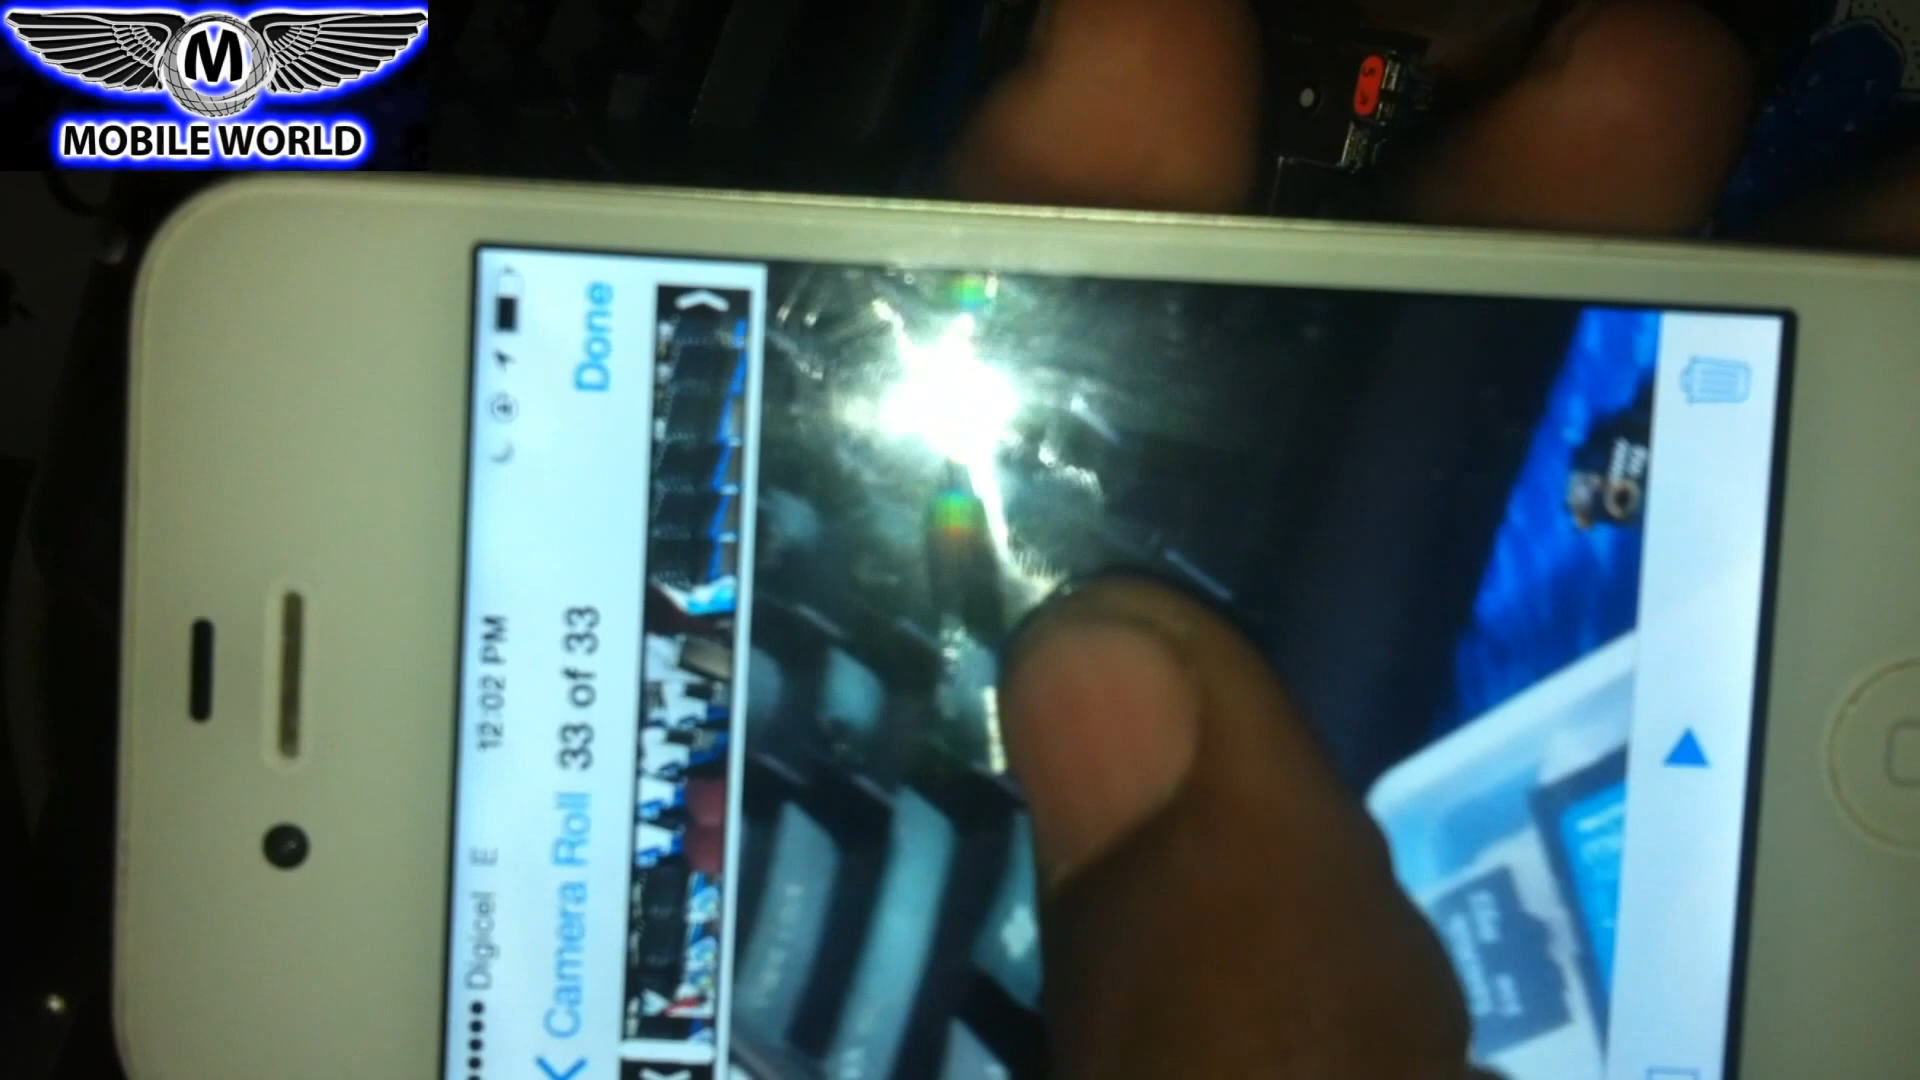 M
MOBILE WORLD
Digicel E
12:02 PM
Camera Roll
33 of 33
Done